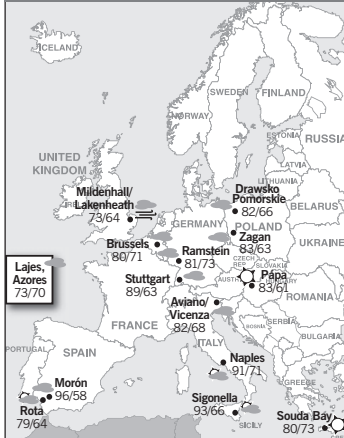 ICELAND
SWEDEN
FINLAND
NORWAY
ESTONIA
RUSSIA
LATVIA
LITHUANIA
UNITED
KINGDOM
Mildenhall/
Lakenheath
73/64
Drawsko
Pomorskie
82/66
BELARUS
GERMANY
POLAND
Zagan
83/63
Brussels
80/71
Ramstein
81/73
UKRAINE
CZECH
REP.
SLOVAKIA
Lajes,
Azores
73/70
Stuttgart
89/63
Pápa
83/61
Aviano/
Vicenza
82/68
ROMANIA
FRANCE
BOSNIA
SERBIA
ITALY
BULGARIA
PORTUGAL
SPAIN
Naples
91/71
Morón
96/58
GREECE
Rota
79/64
Sigonella
93/66
SICILY
Souda Bay
80/73